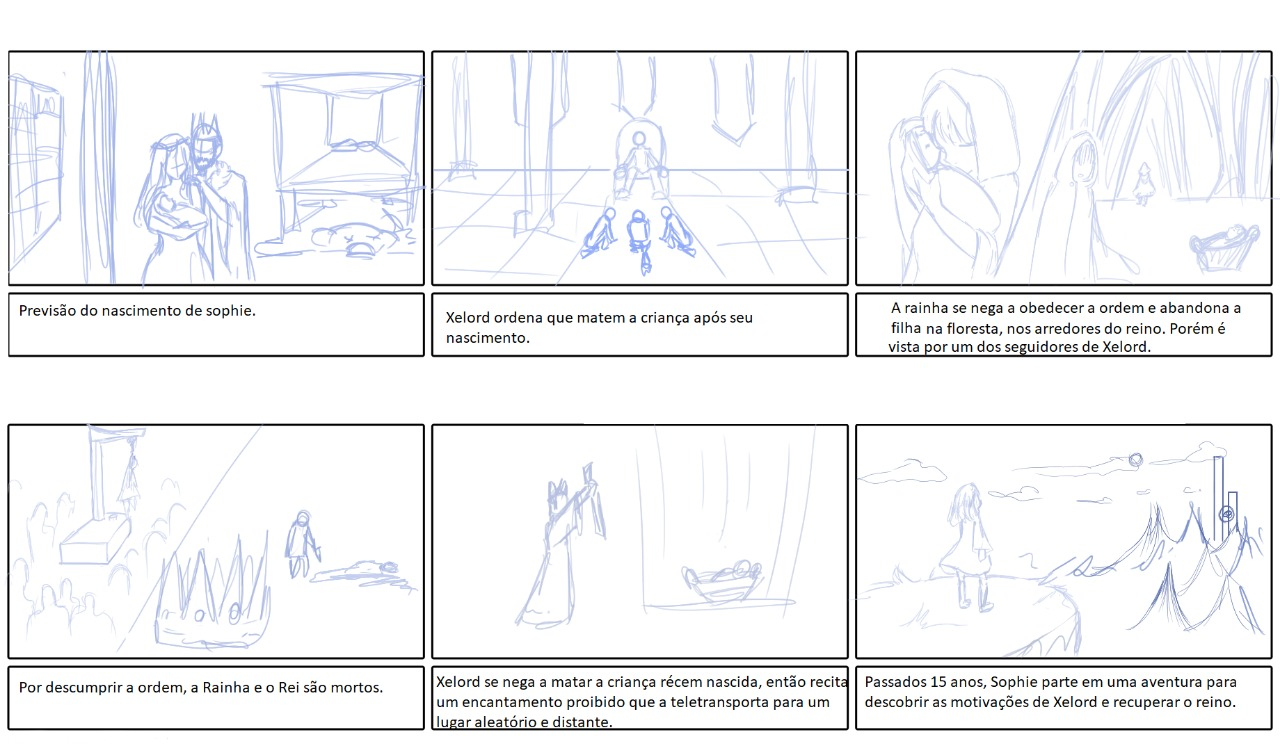 Previsão do nascimento de sophie.
Xelord ordena que matem a criança após seu
nascimento.
A rainha se nega a obedecer a ordem e abandona a
filha na floresta, nos arredores do reino. Porém é
vista por um dos seguidores de Xelord.
Por descumprir a ordem, a Rainha e o Rei são mortos.
Xelord se nega a matar a criança récem nascida, então recita
um encantamento proibido que a teletransporta para um
lugar aleatório e distante.
Passados 15 anos, Sophie parte em uma aventura para
descobrir as motivações de Xelord e recuperar o reino.